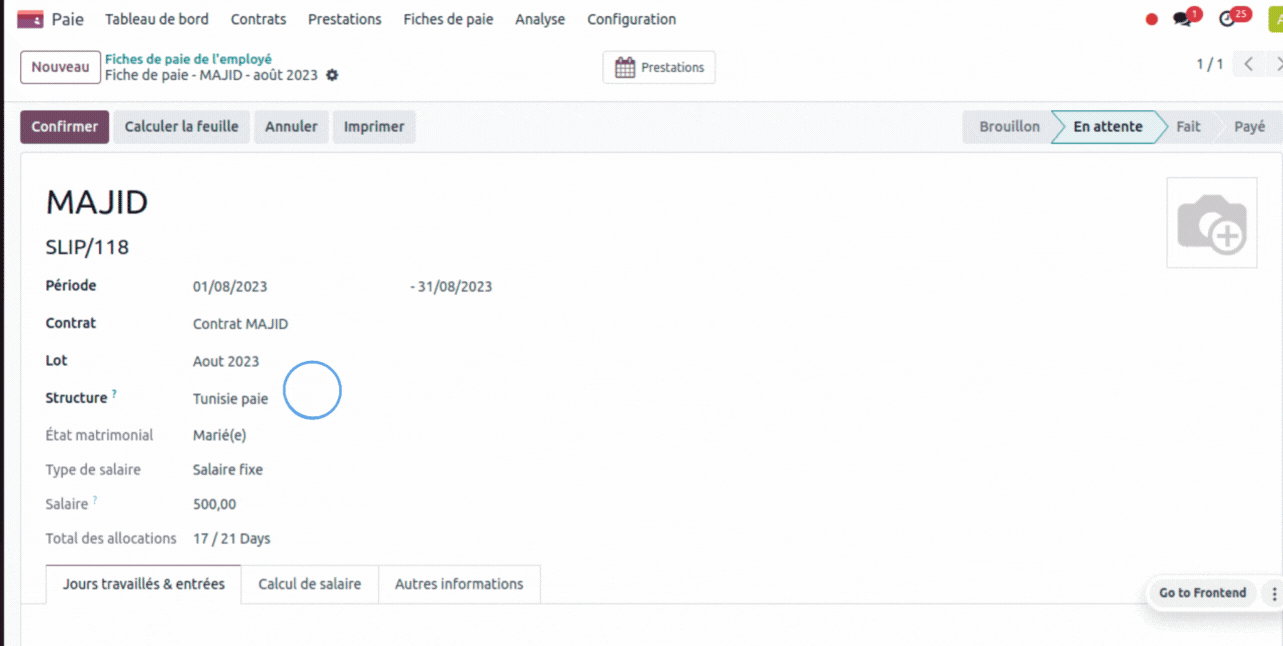 Paie Tableau de bord Contrats Prestations Fiches de paie Analyse Configuration 1 25
Nouveau Fiches de paie de l'employé
Fiche de paie - MAJID - août 2023
Prestations 1 / 1
Confirmer Calculer la feuille Annuler Imprimer Brouillon En attente Fait Payé
MAJID
SLIP/118
Période 01/08/2023 - 31/08/2023
Contrat Contrat MAJID
Lot Aout 2023
Structure ? Tunisie paie
État matrimonial Marié(e)
Type de salaire Salaire fixe
Salaire ? 500,00
Total des allocations 17 / 21 Days
Jours travaillés & entrées Calcul de salaire Autres informations
Go to Frontend